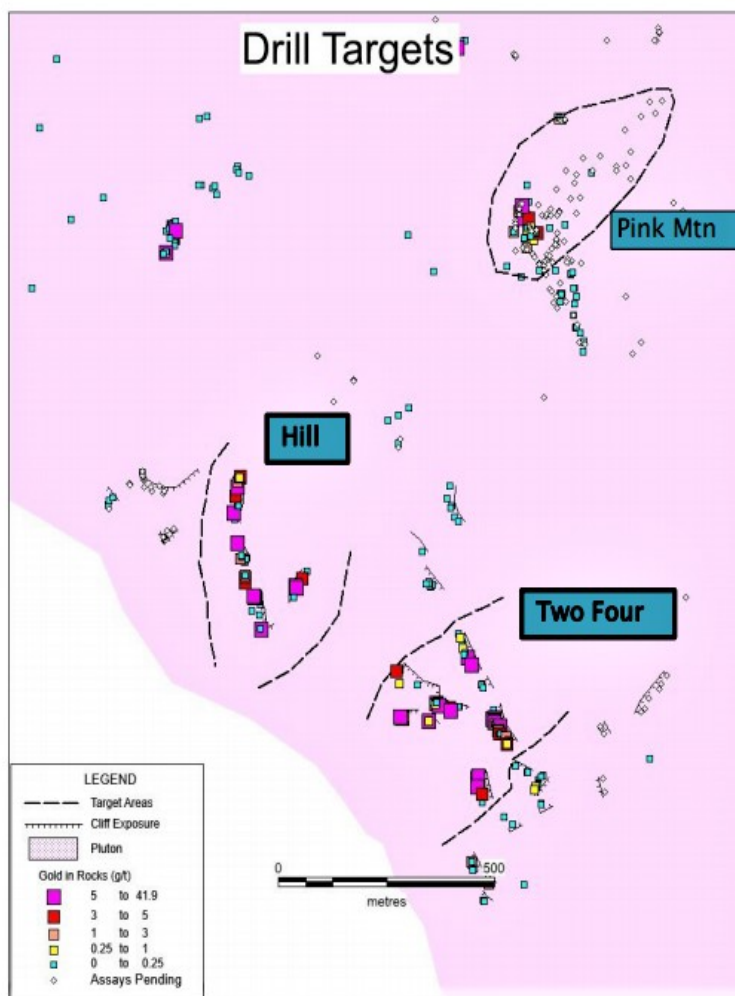 Drill Targets
Pink Mtn
Hill
Two Four
LEGEND
Target Areas
Cliff Exposure
Pluton
Gold in Rocks (g/t)
5 to 41.9
3 to 5
1 to 3
0.25 to 1
0 to 0.25
Assays Pending
0 500
metres